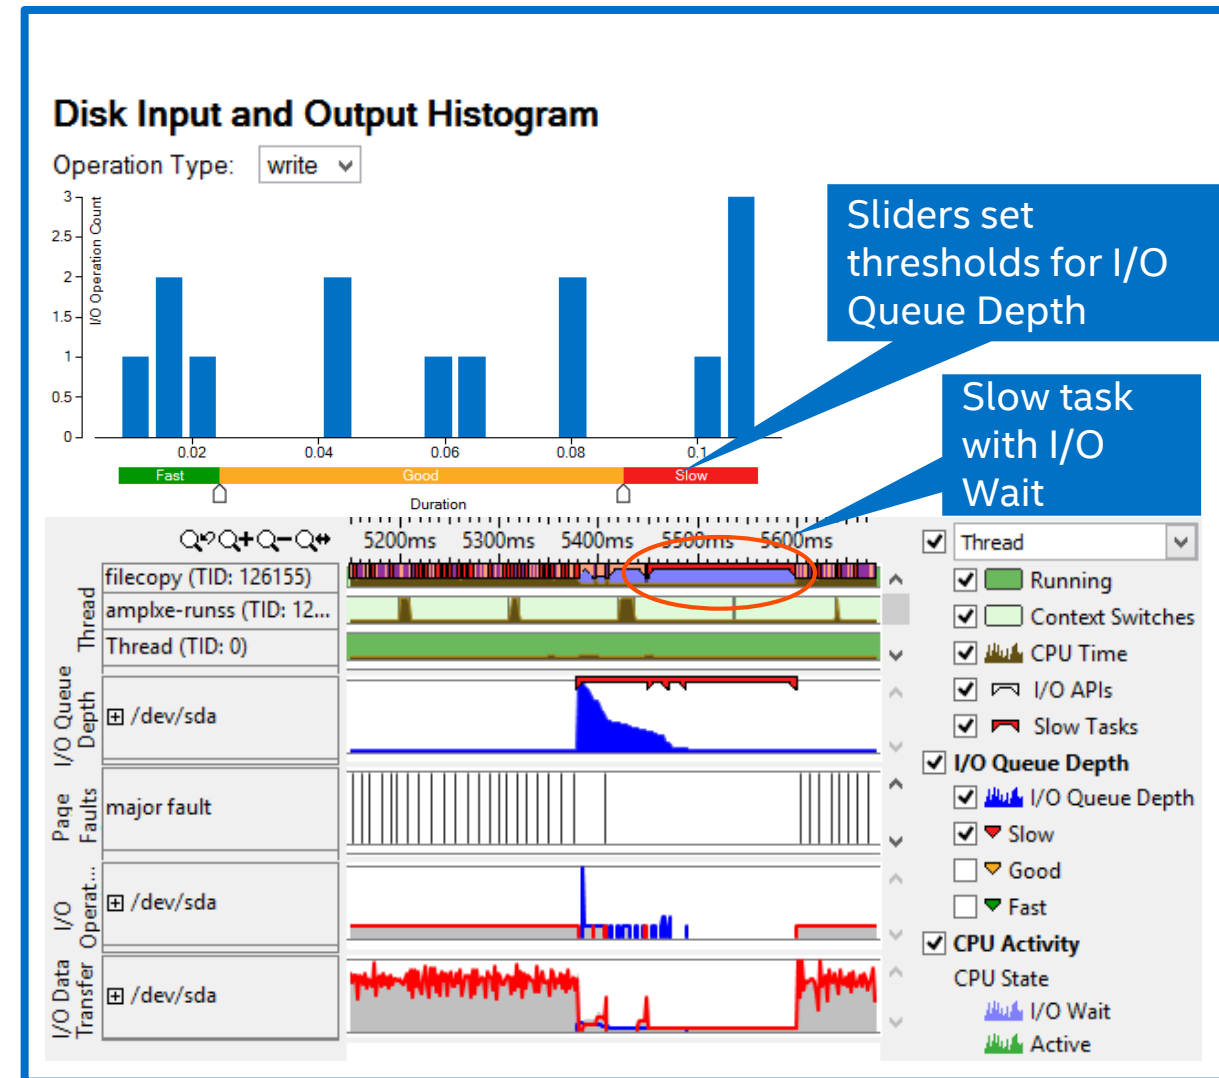 Disk Input and Output Histogram
Operation Type: write
3
2.5
2
1.5
1
0.5
0
I/O Operation Count
0.02 0.04 0.06 0.08 0.1
Fast Good Slow
Duration
Sliders set
thresholds for I/O
Queue Depth
Slow task
with I/O
Wait
5200ms 5300ms 5400ms 5500ms 5600ms
Thread
filecopy (TID: 126155)
amplxe-runss (TID: 12...
Thread (TID: 0)
I/O Queue
Depth
/dev/sda
Page
Faults
major fault
I/O
Operat...
/dev/sda
I/O Data
Transfer
/dev/sda
Thread
Running
Context Switches
CPU Time
I/O APIs
Slow Tasks
I/O Queue Depth
I/O Queue Depth
Slow
Good
Fast
CPU Activity
CPU State
I/O Wait
Active